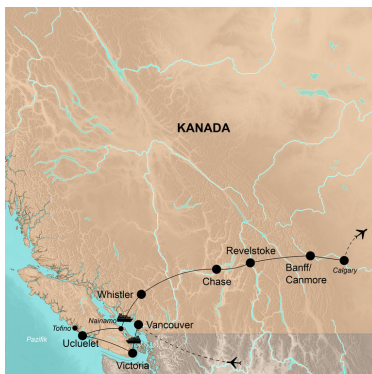 KANADA
Revelstoke
Banff/
Canmore
Calgary
Chase
Whistler
Nainamo
Vancouver
Tofino
Ucluelet
Pazifik
Victoria